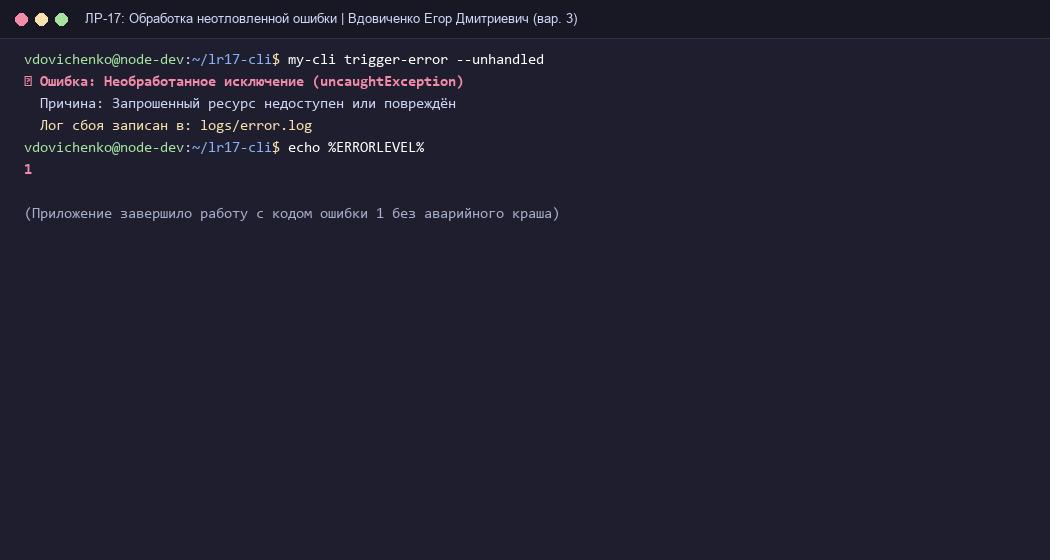 ЛР-17: Обработка неотловленной ошибки | Вдовиченко Егор Дмитриевич (вар. 3)
vdovichenko@node-dev:~/lr17-cli$ my-cli trigger-error --unhandled
Ошибка: Необработанное исключение (uncaughtException)
Причина: Запрошенный ресурс недоступен или повреждён
Лог сбоя записан в: logs/error.log
vdovichenko@node-dev:~/lr17-cli$ echo %ERRORLEVEL%
1
(Приложение завершило работу с кодом ошибки 1 без аварийного краша)